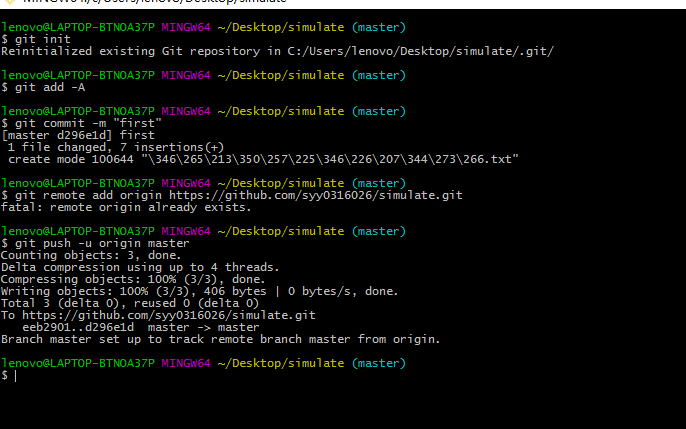 lenovo@LAPTOP-BTNOA37P MINGW64 ~/Desktop/simulate (master)
$ git init
Reinitialized existing Git repository in C:/Users/lenovo/Desktop/simulate/.git/
lenovo@LAPTOP-BTNOA37P MINGW64 ~/Desktop/simulate (master)
$ git add -A
lenovo@LAPTOP-BTNOA37P MINGW64 ~/Desktop/simulate (master)
$ git commit -m "first"
[master d296e1d] first
1 file changed, 7 insertions(+)
create mode 100644 "\346\265\213\350\257\225\346\226\207\344\273\266.txt"
lenovo@LAPTOP-BTNOA37P MINGW64 ~/Desktop/simulate (master)
$ git remote add origin https://github.com/syy0316026/simulate.git
fatal: remote origin already exists.
lenovo@LAPTOP-BTNOA37P MINGW64 ~/Desktop/simulate (master)
$ git push -u origin master
Counting objects: 3, done.
Delta compression using up to 4 threads.
Compressing objects: 100% (3/3), done.
Writing objects: 100% (3/3), 406 bytes | 0 bytes/s, done.
Total 3 (delta 0), reused 0 (delta 0)
To https://github.com/syy0316026/simulate.git
eeb2901..d296e1d master -> master
Branch master set up to track remote branch master from origin.
lenovo@LAPTOP-BTNOA37P MINGW64 ~/Desktop/simulate (master)
$